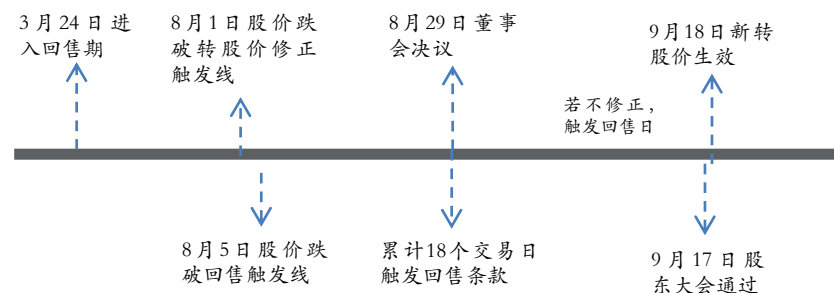 3月24日进
入回售期
8月1日股价跌
破转股价修正
触发线
8月29日董事
会决议
9月18日新转
股价生效
若不修正，
触发回售日
8月5日股价跌
破回售触发线
累计18个交易日
触发回售条款
9月17日股
东大会通过